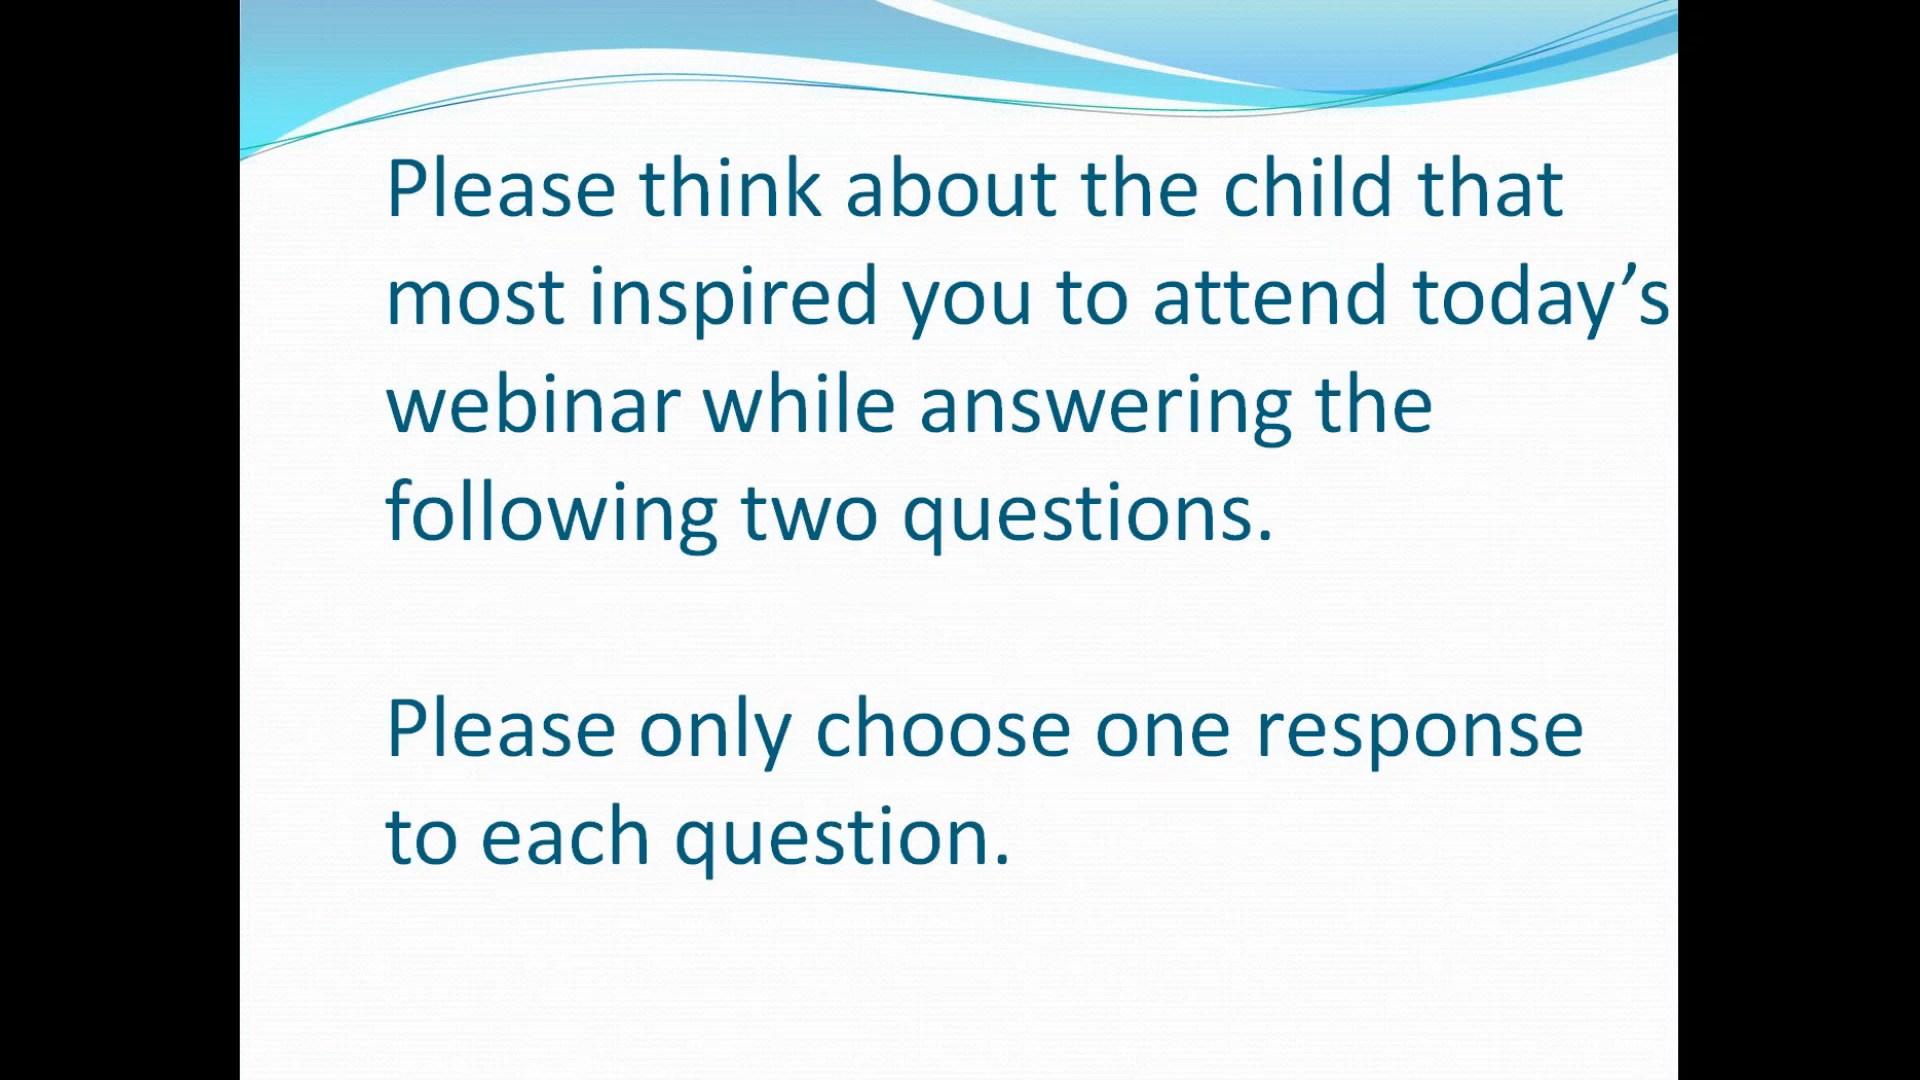 Please think about the child that
most inspired you to attend today’s
webinar while answering the
following two questions.
Please only choose one response
to each question.